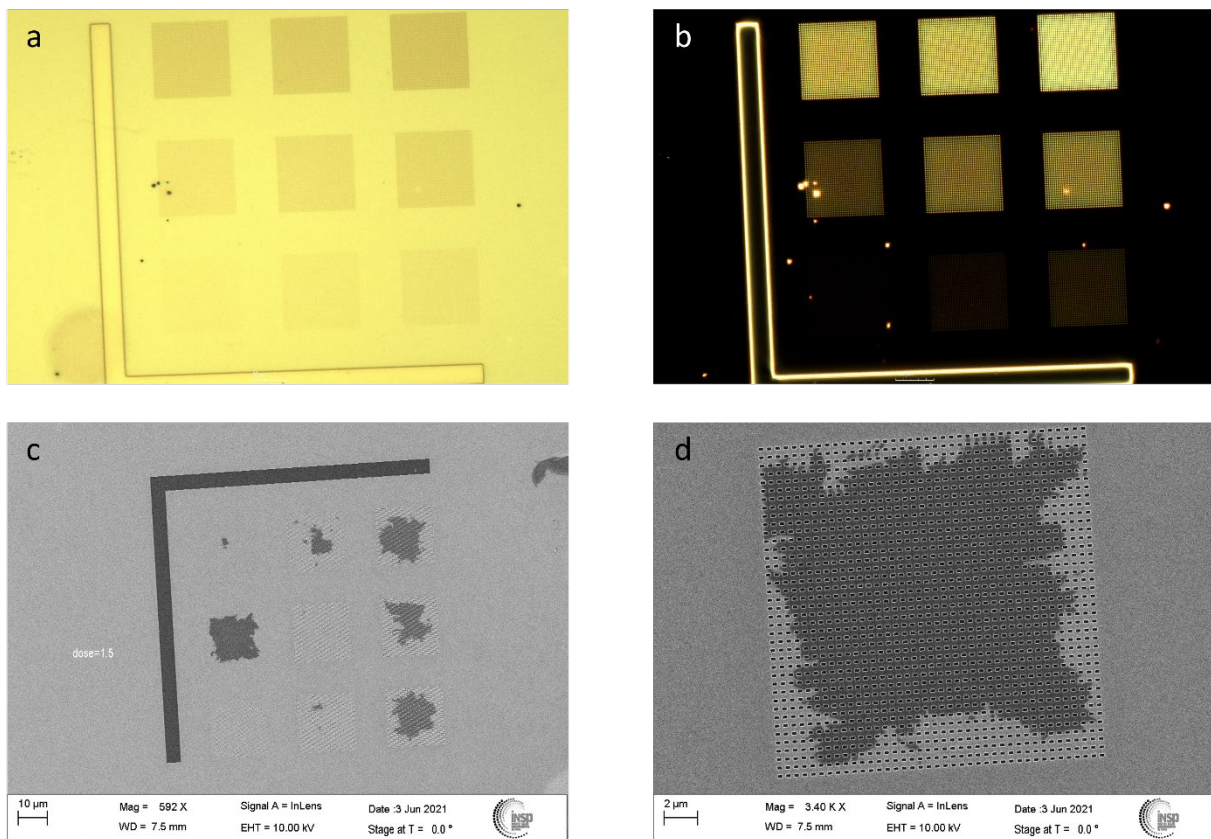 a
b
c
dose=1.5
10 µm
Mag = 592 X
WD = 7.5 mm
Signal A = InLens
EHT = 10.00 kV
Date :3 Jun 2021
Stage at T = 0.0 °
insp
d
2 µm
Mag = 3.40 K X
WD = 7.5 mm
Signal A = InLens
EHT = 10.00 kV
Date :3 Jun 2021
Stage at T = 0.0 °
insp